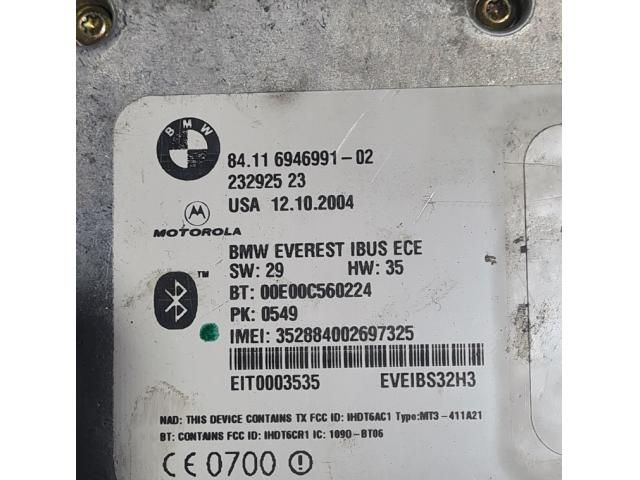 BMW
84.11 6946991-02
232925 23
USA 12.10.2004
MOTOROLA
BMW EVEREST IBUS ECE
SW: 29 HW: 35
™ BT: 00E00C560224
PK: 0549
IMEI: 352884002697325
EIT0003535 EVEIBS32H3
NAD: THIS DEVICE CONTAINS TX FCC ID: IHDT6AC1 Type:MT3-411A21
BT: CONTAINS FCC ID: IHDT6CR1 IC: 1090-BT06
CE 0700